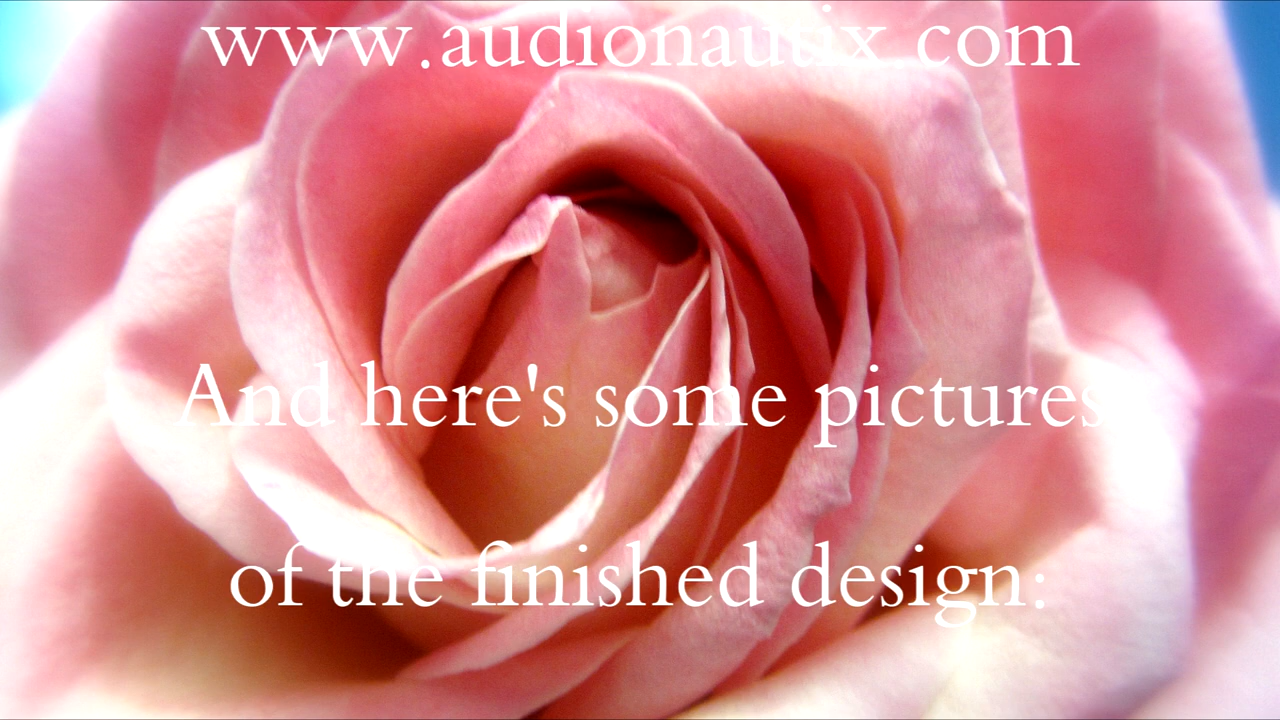 www.audionautix.com
And here's some pictures
of the finished design: